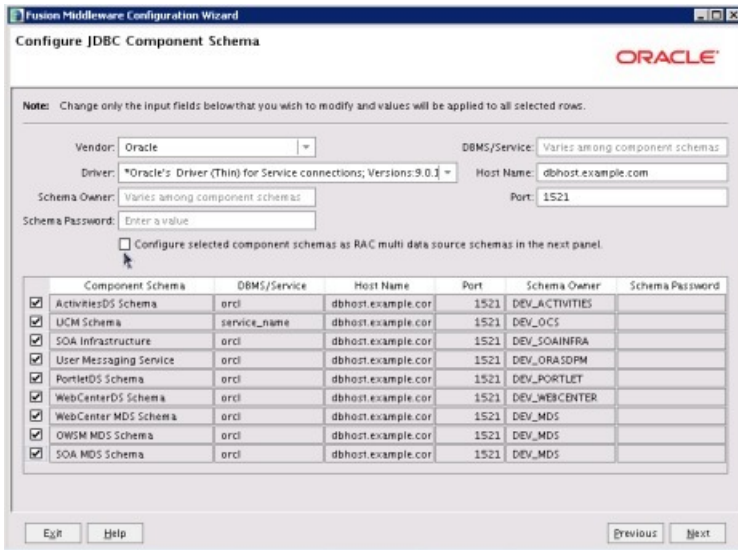 Fusion Middleware Configuration Wizard
Configure JDBC Component Schema
ORACLE
Note: Change only the input fields below that you wish to modify and values will be applied to all selected rows.
Vendor: Oracle DBMS/Service: Varies among component schemas
Driver: *Oracle's Driver (Thin) for Service connections; Versions:9.0.1 Host Name: dbhost.example.com
Schema Owner: Varies among component schemas Port: 1521
Schema Password: Enter a value
Configure selected component schemas as RAC multi data source schemas in the next panel.
Component Schema DBMS/Service Host Name Port Schema Owner Schema Password
ActivitiesDS Schema orcl dbhost.example.cor 1521 DEV_ACTIVITIES
UCM Schema service_name dbhost.example.cor 1521 DEV_OCS
SOA Infrastructure orcl dbhost.example.cor 1521 DEV_SOAINFRA
User Messaging Service orcl dbhost.example.cor 1521 DEV_ORASDPM
PortletDS Schema orcl dbhost.example.cor 1521 DEV_PORTLET
WebCenterDS Schema orcl dbhost.example.cor 1521 DEV_WEBCENTER
WebCenter MDS Schema orcl dbhost.example.cor 1521 DEV_MDS
OWSM MDS Schema orcl dbhost.example.cor 1521 DEV_MDS
SOA MDS Schema orcl dbhost.example.cor 1521 DEV_MDS
Exit Help Previous Next